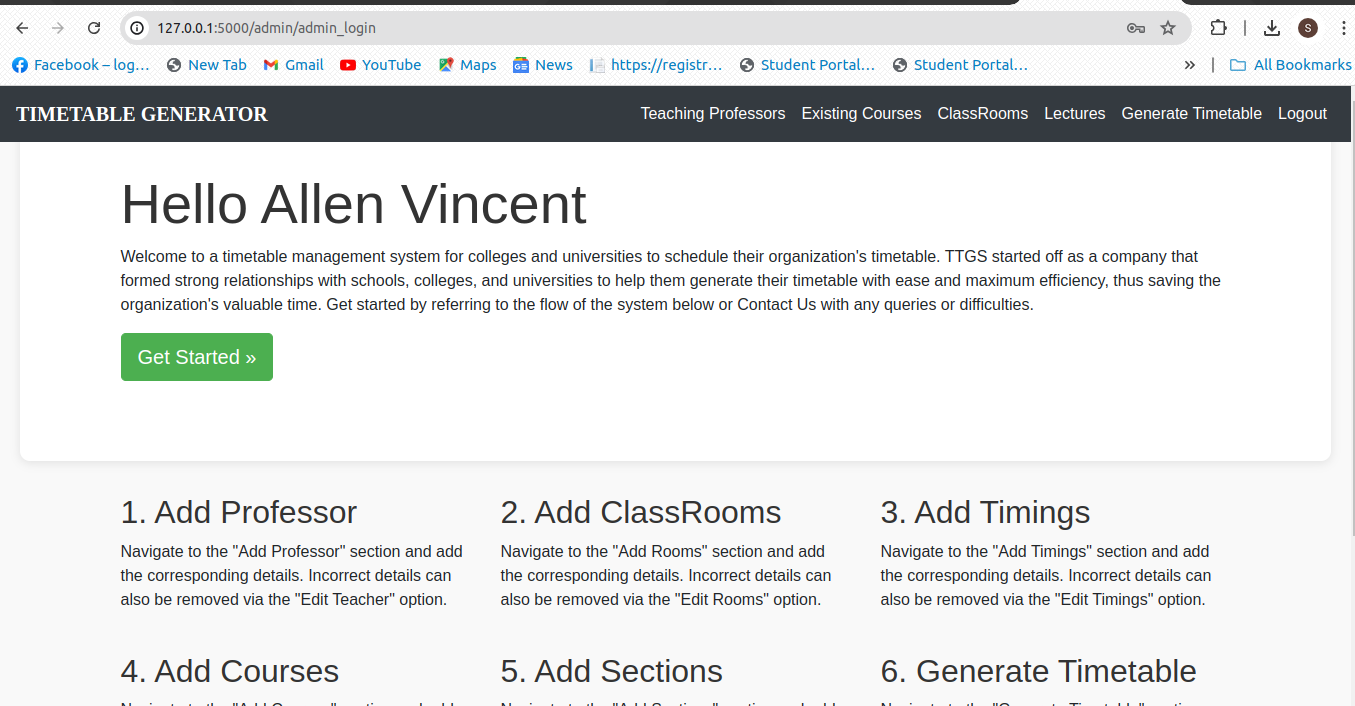 127.0.0.1:5000/admin/admin_login
S
Facebook – log… New Tab Gmail YouTube Maps News https://registr… Student Portal… Student Portal… » All Bookmarks
TIMETABLE GENERATOR Teaching Professors Existing Courses ClassRooms Lectures Generate Timetable Logout
Hello Allen Vincent
Welcome to a timetable management system for colleges and universities to schedule their organization's timetable. TTGS started off as a company that
formed strong relationships with schools, colleges, and universities to help them generate their timetable with ease and maximum efficiency, thus saving the
organization's valuable time. Get started by referring to the flow of the system below or Contact Us with any queries or difficulties.
Get Started »
1. Add Professor
Navigate to the "Add Professor" section and add
the corresponding details. Incorrect details can
also be removed via the "Edit Teacher" option.
2. Add ClassRooms
Navigate to the "Add Rooms" section and add
the corresponding details. Incorrect details can
also be removed via the "Edit Rooms" option.
3. Add Timings
Navigate to the "Add Timings" section and add
the corresponding details. Incorrect details can
also be removed via the "Edit Timings" option.
4. Add Courses
5. Add Sections
6. Generate Timetable